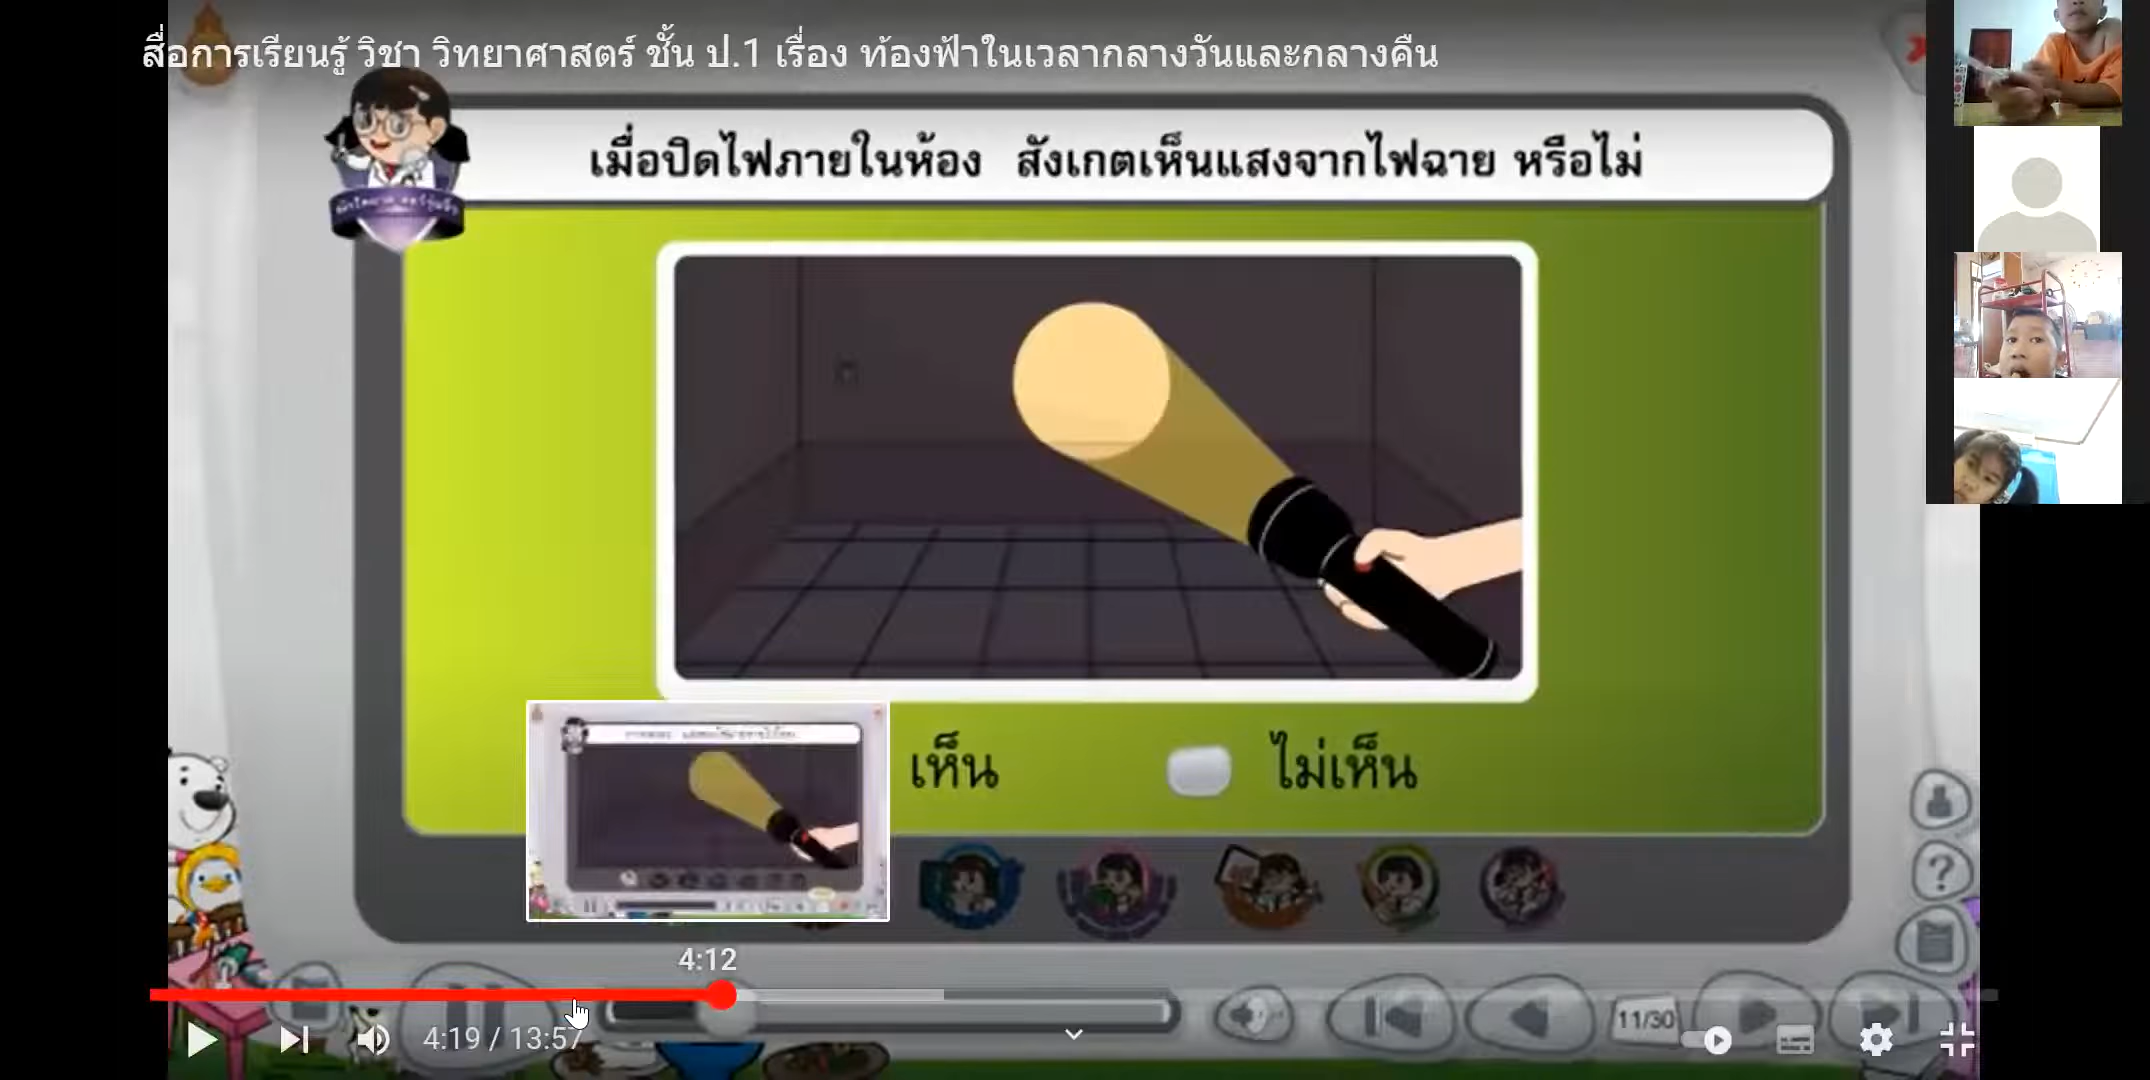 สื่อการเรียนรู้ วิชา วิทยาศาสตร์ ชั้น ป.1 เรื่อง ท้องฟ้าในเวลากลางวันและกลางคืน
เมื่อปิดไฟภายในห้อง สังเกตเห็นแสงจากไฟฉาย หรือไม่
เห็น
ไม่เห็น
?
4:12
11/30
4:19 / 13:57